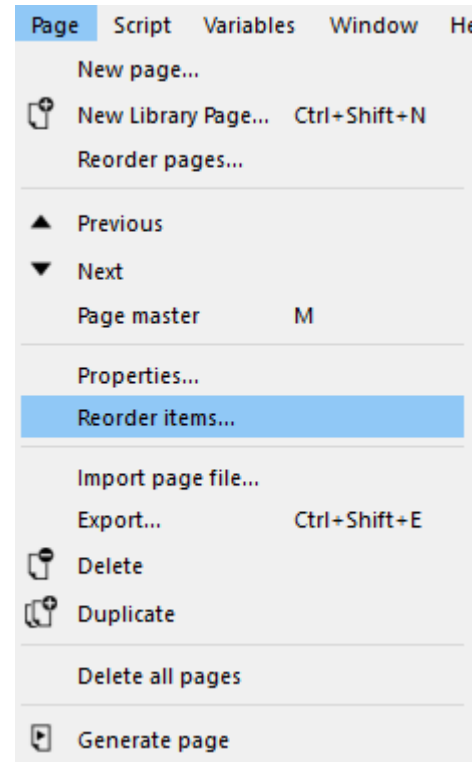 Page Script Variables Window He
New page...
New Library Page... Ctrl+Shift+N
Reorder pages...
Previous
Next
Page master M
Properties...
Reorder items...
Import page file...
Export... Ctrl+Shift+E
Delete
Duplicate
Delete all pages
Generate page